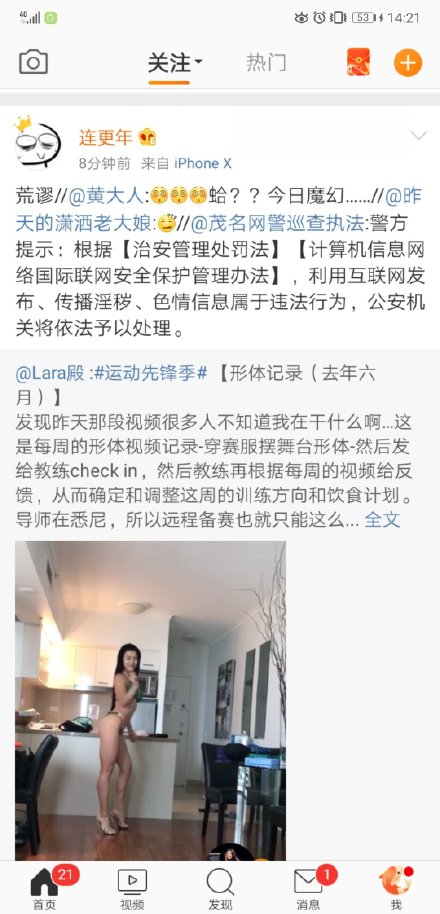 4G
53
14:21
关注
热门
连更年
8分钟前 来自 iPhone X
荒谬//@黄大人:蛤？？今日魔幻......//@昨
天的潇洒老大娘://@茂名网警巡查执法:警方
提示：根据【治安管理处罚法】【计算机信息网
络国际联网安全保护管理办法】，利用互联网发
布、传播淫秽、色情信息属于违法行为，公安机
关将依法予以处理。
@Lara殿 :#运动先锋季# 【形体记录（去年六
月）】
发现昨天那段视频很多人不知道我在干什么啊...这
是每周的形体视频记录-穿赛服摆舞台形体-然后发
给教练check in，然后教练再根据每周的视频给反
馈，从而确定和调整这周的训练方向和饮食计划。
导师在悉尼，所以远程备赛也就只能这么... 全文
21
1
首页
视频
发现
消息
我